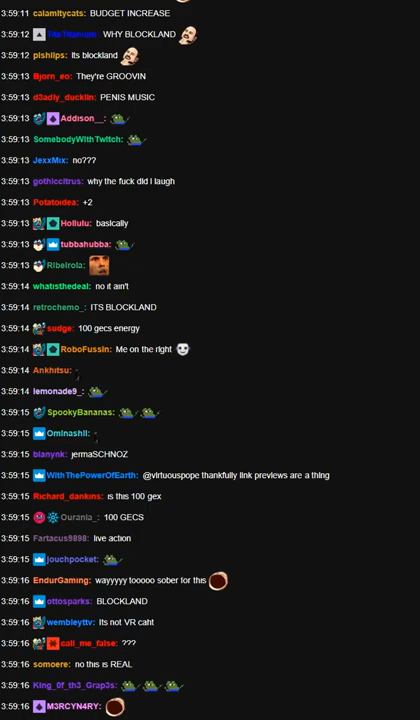 3:59:11 calamitycats: BUDGET INCREASE
3:59:12 WHY BLOCKLAND
3:59:12 pishlips: its blockland
3:59:13 Bjorn_eo: They're GROOVIN
3:59:13 d3adly_ducklin: PENIS MUSIC
3:59:13 Addison__:
3:59:13 SomebodyWithTwitch:
3:59:13 JexxMix: no???
3:59:13 gothiccitrus: why the fuck did I laugh
3:59:13 Potatoidea: +2
3:59:13 Hollulu: basically
3:59:13 tubbahubba:
3:59:13 Ribeirola:
3:59:14 whatisthedeal: no it ain't
3:59:14 retrochemo_: ITS BLOCKLAND
3:59:14 sudge: 100 gecs energy
3:59:14 RoboFussin: Me on the right
3:59:14 Ankhitsu:
3:59:14 lemonade9_:
3:59:15 SpookyBananas:
3:59:15 Ominashii:
3:59:15 blanynk: jermaSCHNOZ
3:59:15 WithThePowerOfEarth: @virtuouspope thankfully link previews are a thing
3:59:15 Richard_dankins: is this 100 gex
3:59:15 Ourania_: 100 GECS
3:59:15 Fartacus9898: live action
3:59:15 jouchpocket:
3:59:16 EndurGaming: wayyyyy tooooo sober for this
3:59:16 ottosparks: BLOCKLAND
3:59:16 wembleyttv: Its not VR caht
3:59:16 call_me_false: ???
3:59:16 somoere: no this is REAL
3:59:16 King_0f_th3_Grap3s:
3:59:16 M3RCYN4RY: